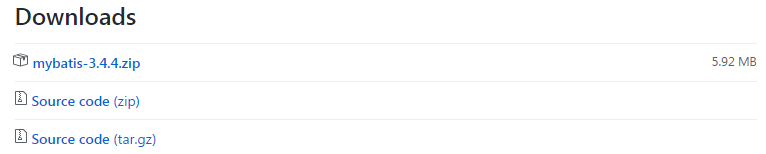 Downloads
mybatis-3.4.4.zip 5.92 MB
Source code (zip)
Source code (tar.gz)